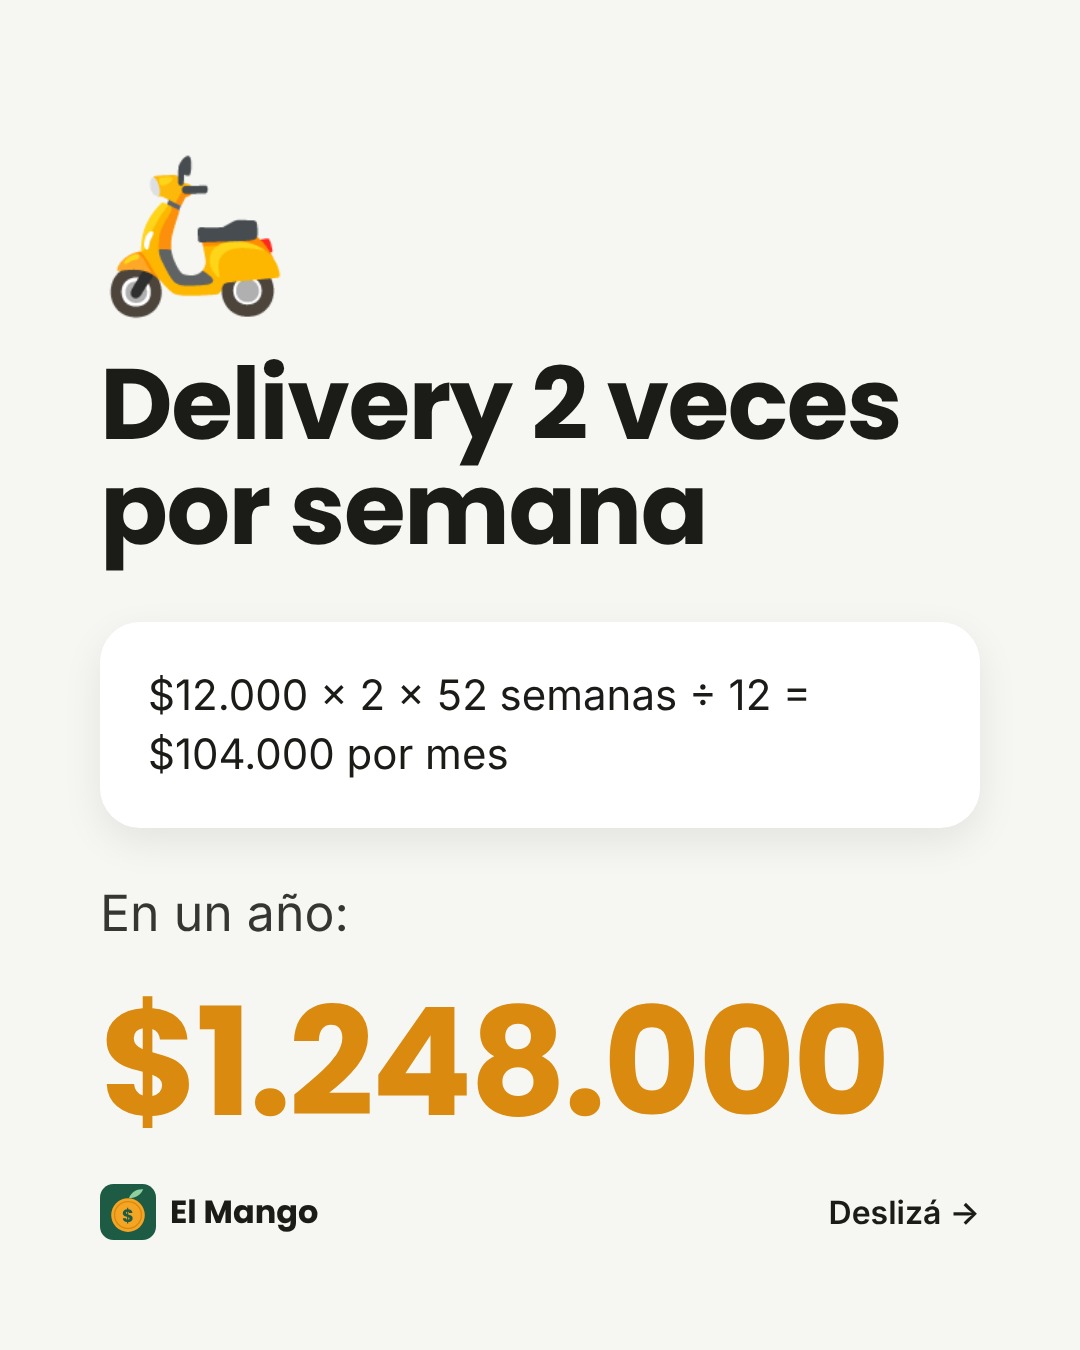 Delivery 2 veces
por semana
$12.000 × 2 × 52 semanas ÷ 12 =
$104.000 por mes
En un año:
$1.248.000
$
El Mango
Deslizá →